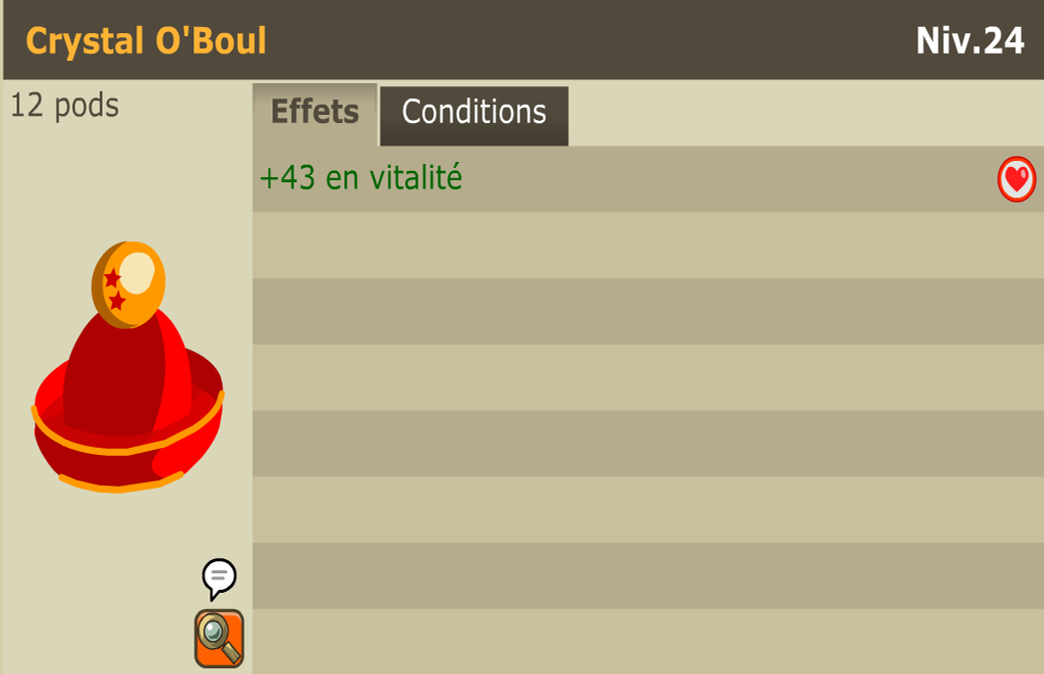 Crystal O'Boul
Niv.24
12 pods
Effets
Conditions
+43 en vitalité